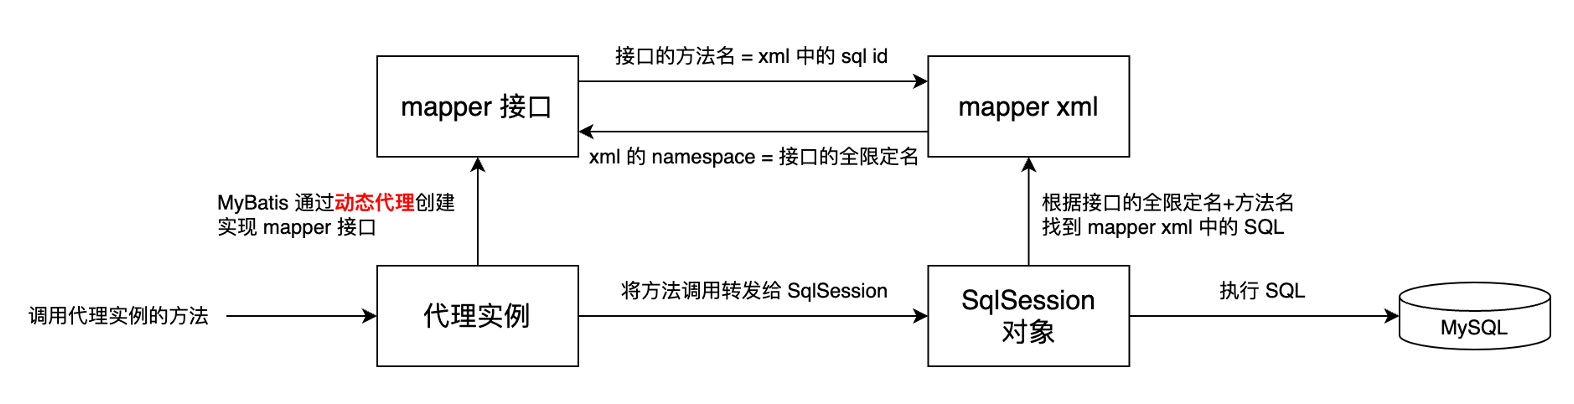 接口的方法名 = xml 中的 sql id
mapper 接口
mapper xml
xml 的 namespace = 接口的全限定名
MyBatis 通过动态代理创建
实现 mapper 接口
根据接口的全限定名+方法名
找到 mapper xml 中的 SQL
调用代理实例的方法
代理实例
将方法调用转发给 SqlSession
SqlSession
对象
执行 SQL
MySQL